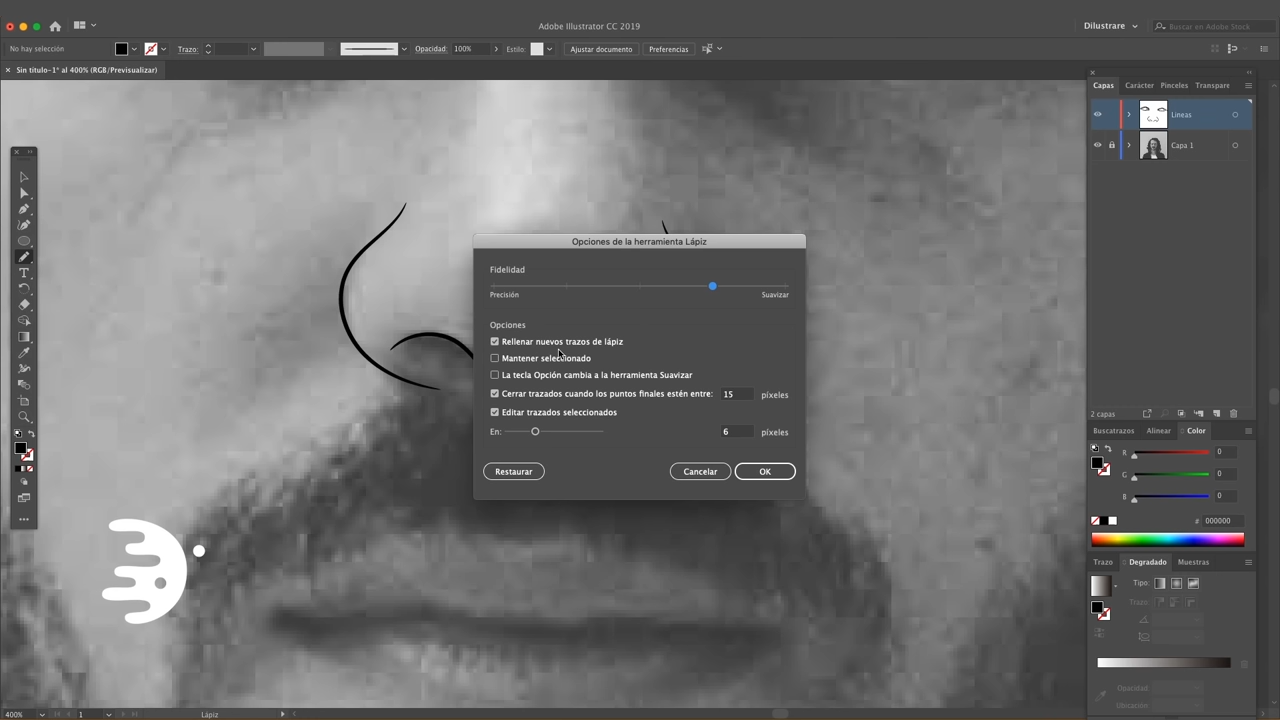 Adobe Illustrator CC 2019
Dilustrare
Buscar en Adobe Stock
No hay selección
Trazo:
Opacidad: 100%
Estilo:
Ajustar documento
Preferencias
× Sin título-1* al 400% (RGB/Previsualizar)
Capas Carácter Pinceles Transpare
Líneas
Capa 1
Opciones de la herramienta Lápiz
Fidelidad
Precisión Suavizar
Opciones
Rellenar nuevos trazos de lápiz
Mantener seleccionado
La tecla Opción cambia a la herramienta Suavizar
Cerrar trazados cuando los puntos finales estén entre: 15 píxeles
Editar trazados seleccionados
En: 6 píxeles
Restaurar Cancelar OK
2 capas
Buscatrazos Alinear Color
R 0
G 0
B 0
# 000000
Trazo Degradado Muestras
Tipo:
Trazo:
Opacidad:
Ubicación:
400% 1 Lápiz